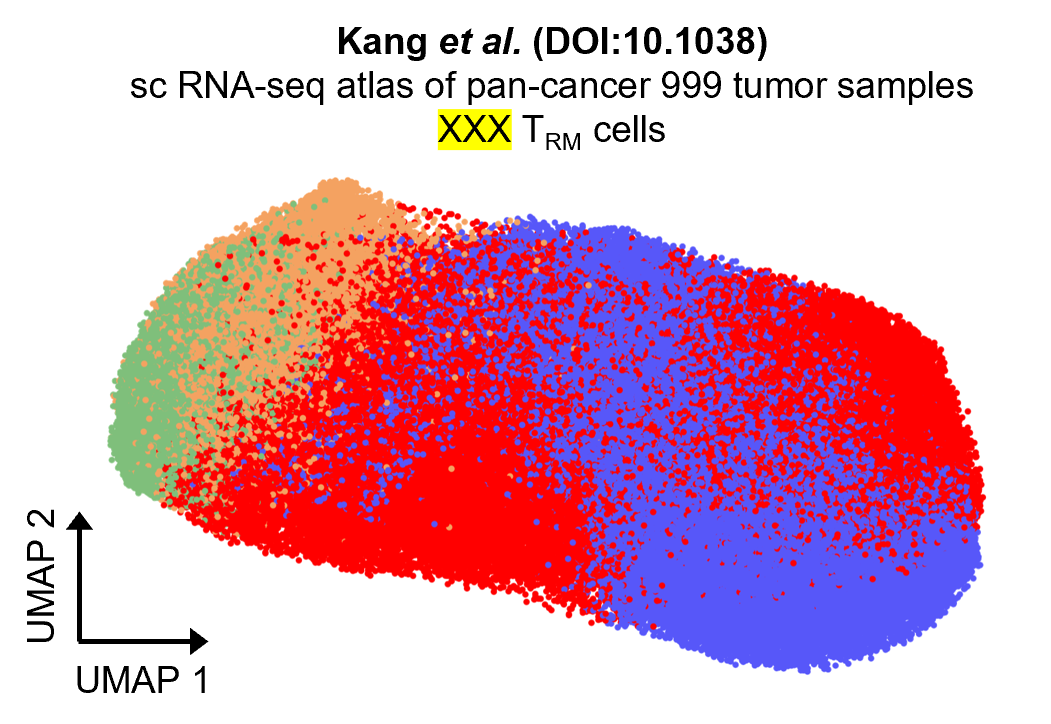 Kang et al. (DOI:10.1038)
sc RNA-seq atlas of pan-cancer 999 tumor samples
XXX TRM cells
UMAP 2
UMAP 1